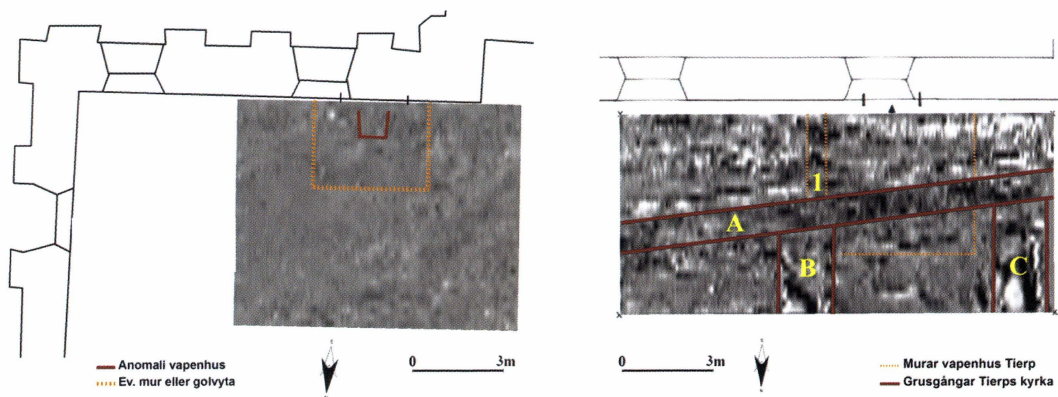 Anomali vapenhus
Ev. mur eller golvyta
0 3m
1
A
B
C
0 3m
Murar vapenhus Tierp
Grusgångar Tierps kyrka